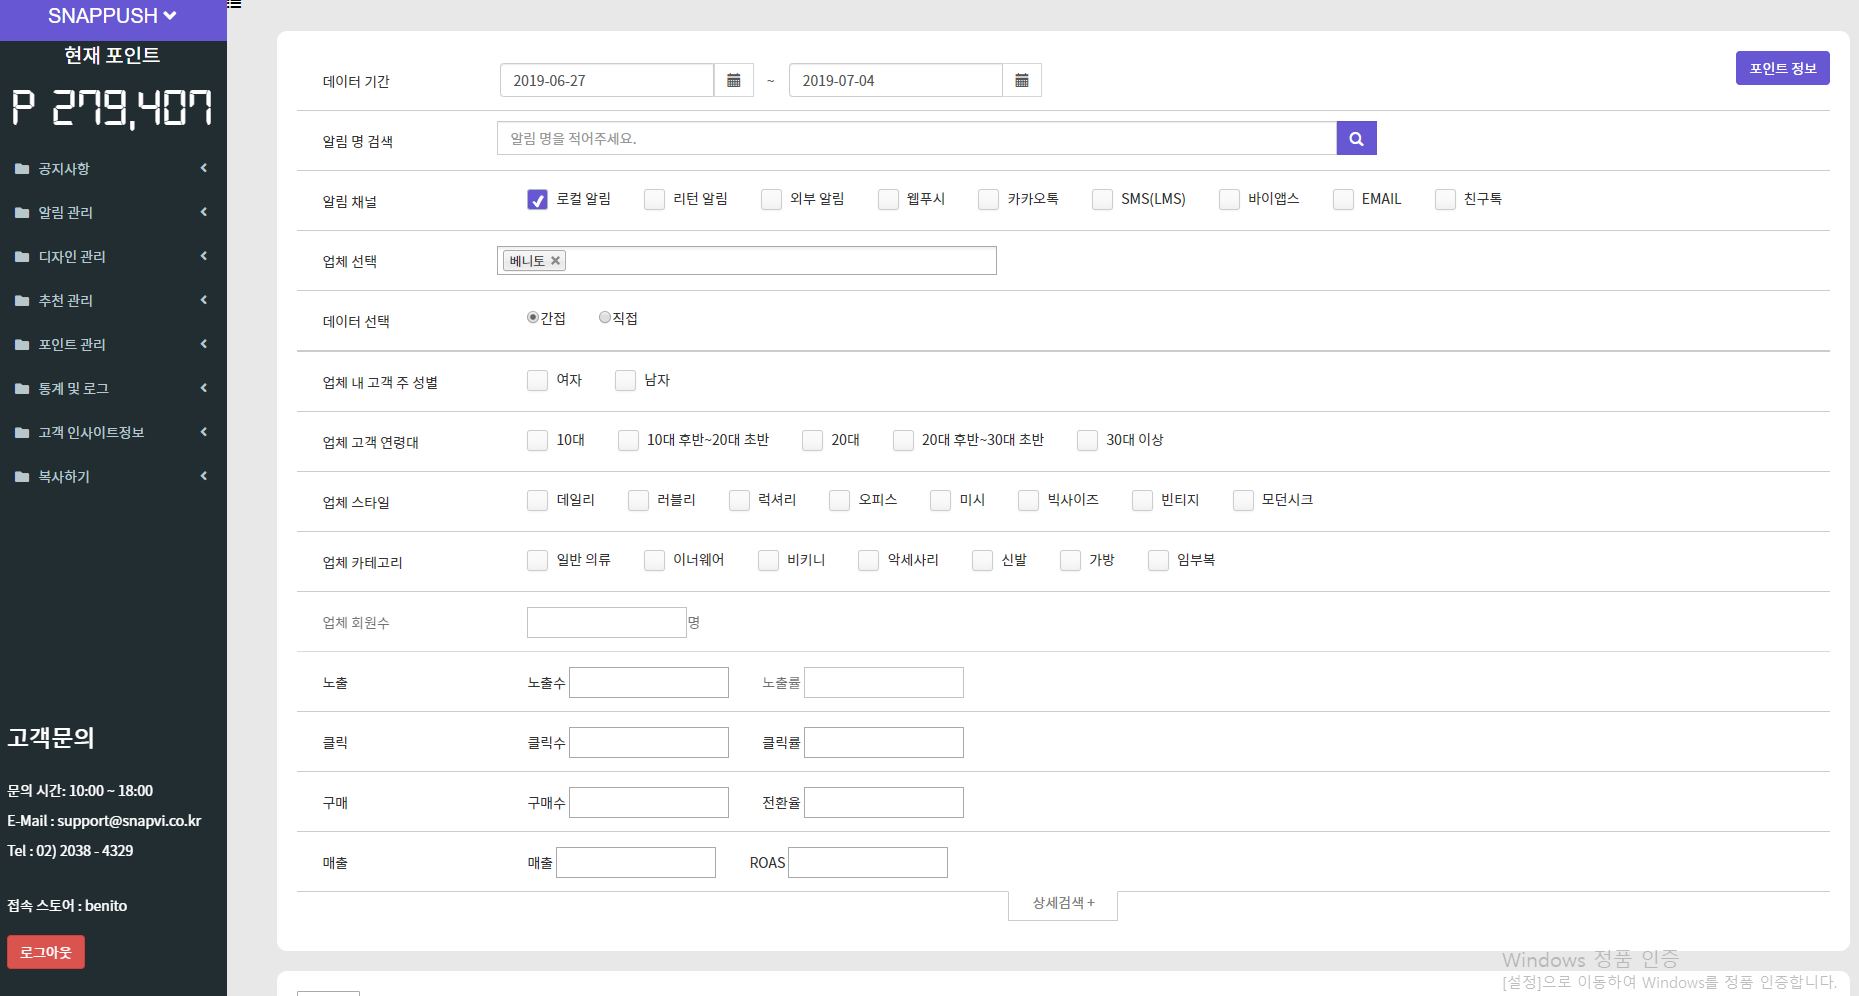 SNAPPUSH
현재 포인트
P 279,407
공지사항
알림 관리
디자인 관리
추천 관리
포인트 관리
통계 및 로그
고객 인사이트정보
복사하기
고객문의
문의 시간: 10:00 ~ 18:00
E-Mail : support@snapvi.co.kr
Tel : 02) 2038 - 4329
접속 스토어 : benito
로그아웃
데이터 기간 2019-06-27 ~ 2019-07-04 포인트 정보
알림 명 검색 알림 명을 적어주세요.
알림 채널 로컬 알림 리턴 알림 외부 알림 웹푸시 카카오톡 SMS(LMS) 바이앱스 EMAIL 친구톡
업체 선택 베니토
데이터 선택 간접 직접
업체 내 고객 주 성별 여자 남자
업체 고객 연령대 10대 10대 후반~20대 초반 20대 20대 후반~30대 초반 30대 이상
업체 스타일 데일리 러블리 럭셔리 오피스 미시 빅사이즈 빈티지 모던시크
업체 카테고리 일반 의류 이너웨어 비키니 악세사리 신발 가방 임부복
업체 회원수 명
노출 노출수 노출률
클릭 클릭수 클릭률
구매 구매수 전환율
매출 매출 ROAS
상세검색 +
Windows 정품 인증
[설정]으로 이동하여 Windows를 정품 인증합니다.